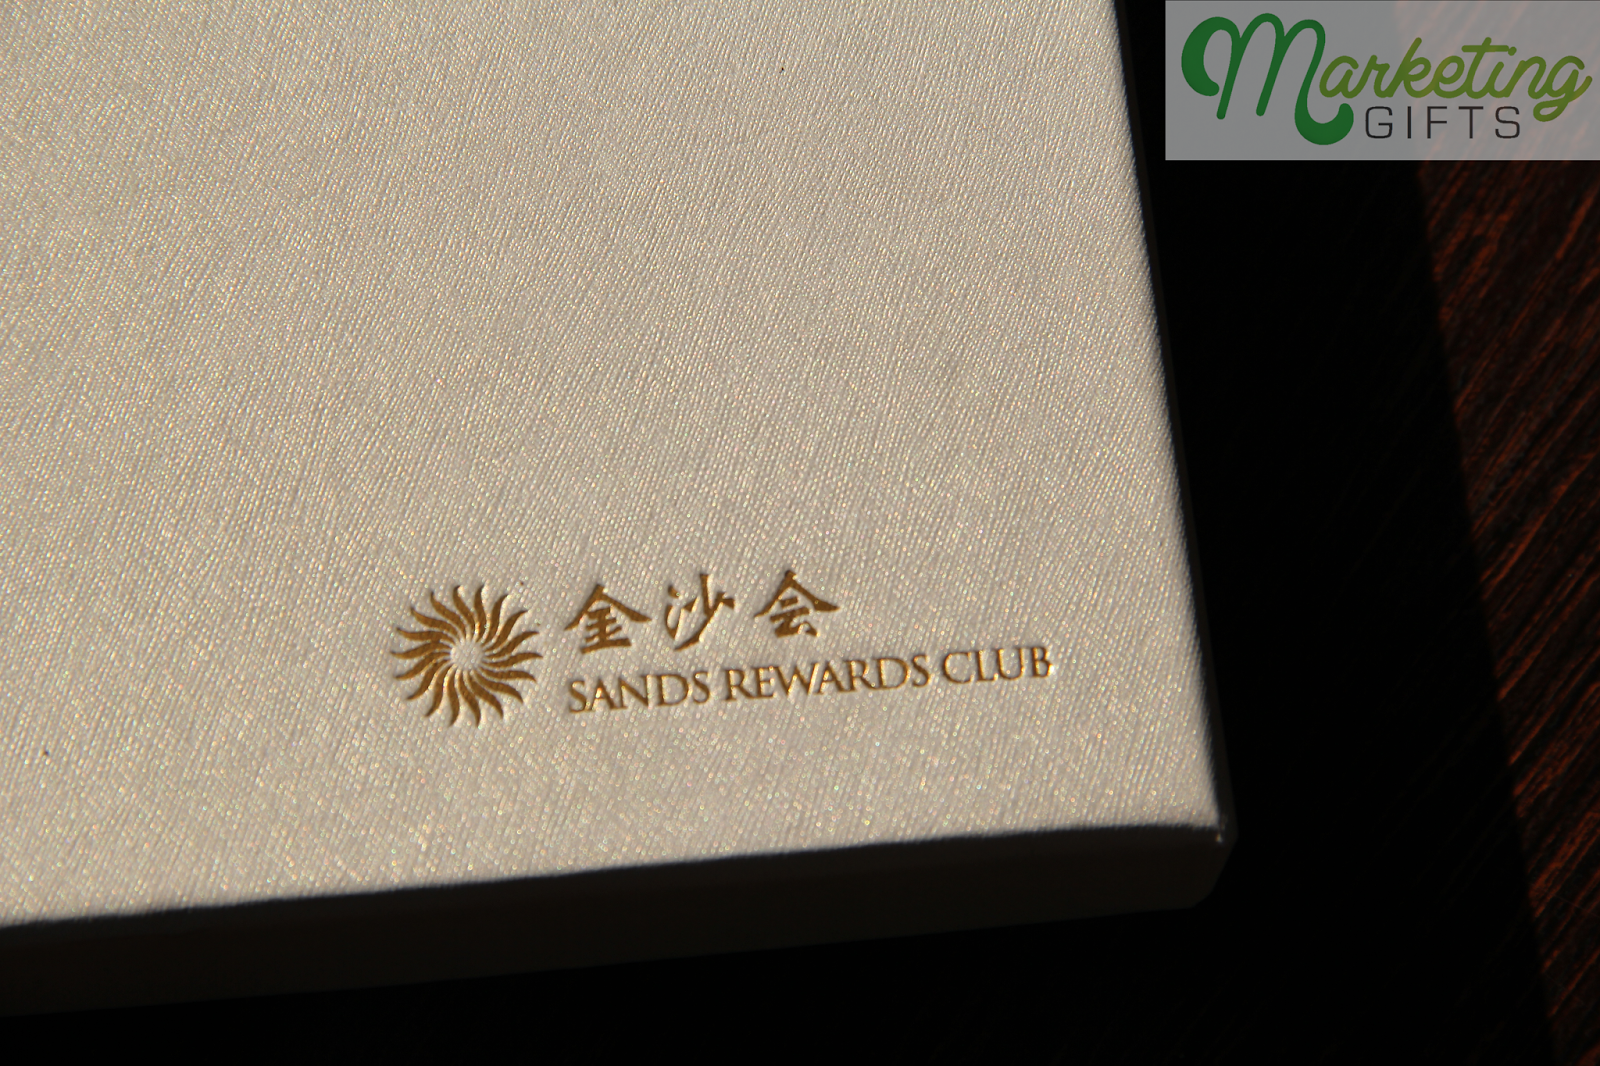 Marketing
GIFTS
金沙会
SANDS REWARDS CLUB